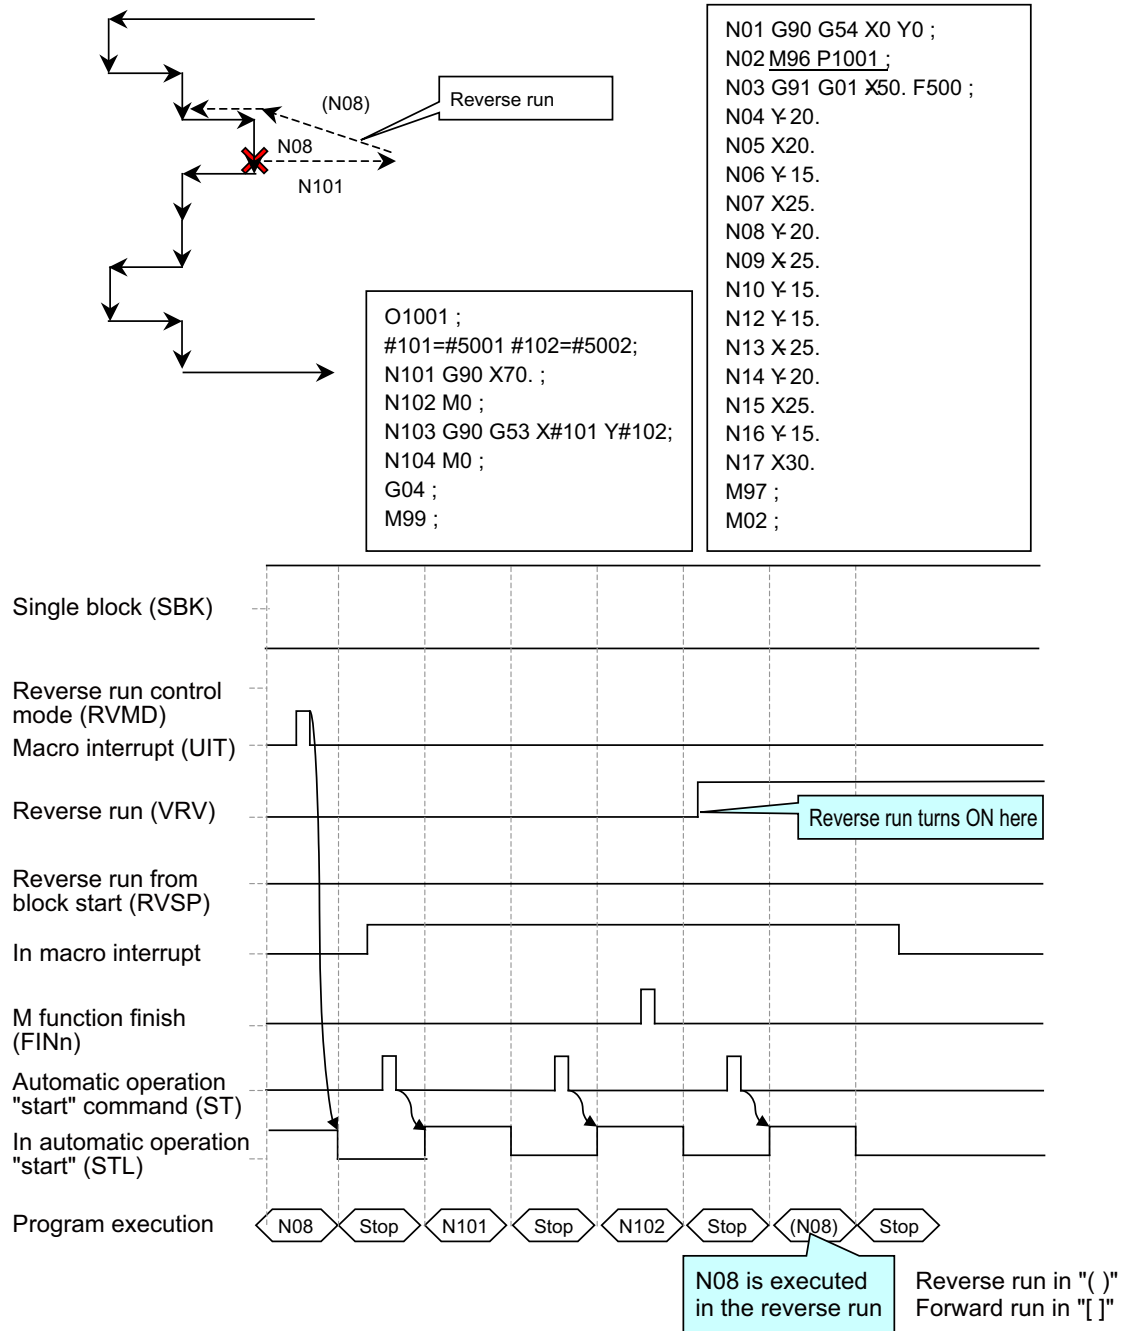 (N08)
Reverse run
N08
N101
N01 G90 G54 X0 Y0 ;
N02 M96 P1001 ;
N03 G91 G01 X-50. F500 ;
N04 Y-20.
N05 X20.
N06 Y-15.
N07 X25.
N08 Y-20.
N09 X-25.
N10 Y-15.
N12 Y-15.
N13 X-25.
N14 Y-20.
N15 X25.
N16 Y-15.
N17 X30.
M97 ;
M02 ;
O1001 ;
#101=#5001 #102=#5002;
N101 G90 X70. ;
N102 M0 ;
N103 G90 G53 X#101 Y#102;
N104 M0 ;
G04 ;
M99 ;
Single block (SBK)
Reverse run control
mode (RVMD)
Macro interrupt (UIT)
Reverse run (VRV)
Reverse run turns ON here
Reverse run from
block start (RVSP)
In macro interrupt
M function finish
(FINn)
Automatic operation
"start" command (ST)
In automatic operation
"start" (STL)
Program execution
N08
Stop
N101
Stop
N102
Stop
(N08)
Stop
N08 is executed
in the reverse run
Reverse run in "( )"
Forward run in "[ ]"